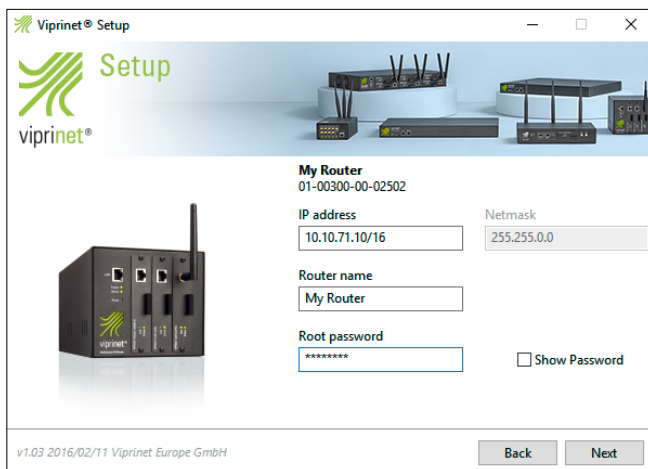 Viprinet® Setup
Setup
viprinet®
My Router
01-00300-00-02502
IP address
Netmask
10.10.71.10/16
255.255.0.0
Router name
My Router
Root password
********
Show Password
viprinet®
v1.03 2016/02/11 Viprinet Europe GmbH
Back
Next